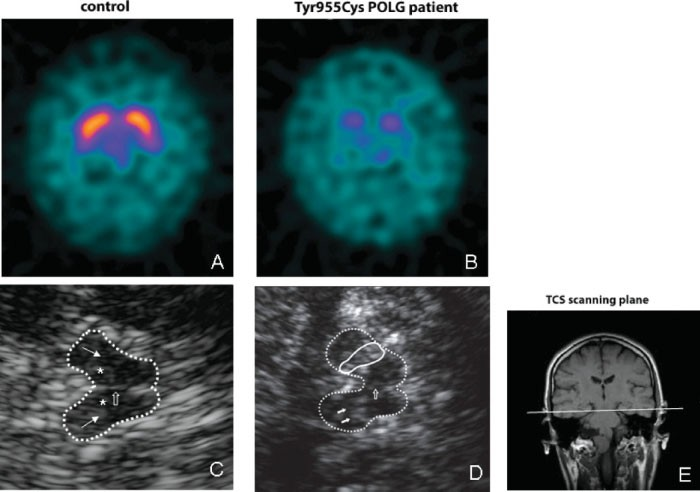 control
Tyr955Cys POLG patient
A
B
TCS scanning plane
C
D
E